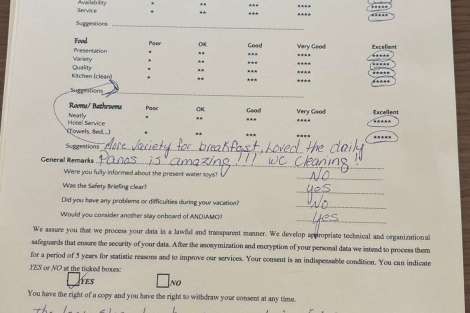 Availability * ** *** **** *****
Service * ** *** **** *****
Suggestions
Food Poor OK Good Very Good Excellent
Presentation * ** *** **** *****
Variety * ** *** **** *****
Quality * ** *** **** *****
Kitchen (clean) * ** *** **** *****
Suggestions
Rooms/ Bathrooms Poor OK Good Very Good Excellent
Neatly * ** *** **** *****
Hotel Service
(Towels, Bed...) * ** *** **** *****
Suggestions More variety for breakfast, Loved the daily
General Remarks Panos is amazing!!! WC cleaning!
Were you fully informed about the present water toys? NO
Was the Safety Briefing clear? yes
Did you have any problems or difficulties during your vacation? NO
Would you consider another stay onboard of ANDIAMO? Yes
We assure you that we process your data in a lawful and transparent manner. We develop appropriate technical and organizational
safeguards that ensure the security of your data. After the anonymization and encryption of your personal data we intend to process them
for a period of 5 years for statistic reasons and to improve our services. Your consent is an indispensable condition. You can indicate
YES or NO at the ticked boxes:
YES NO
You have the right of a copy and you have the right to withdraw your consent at any time.